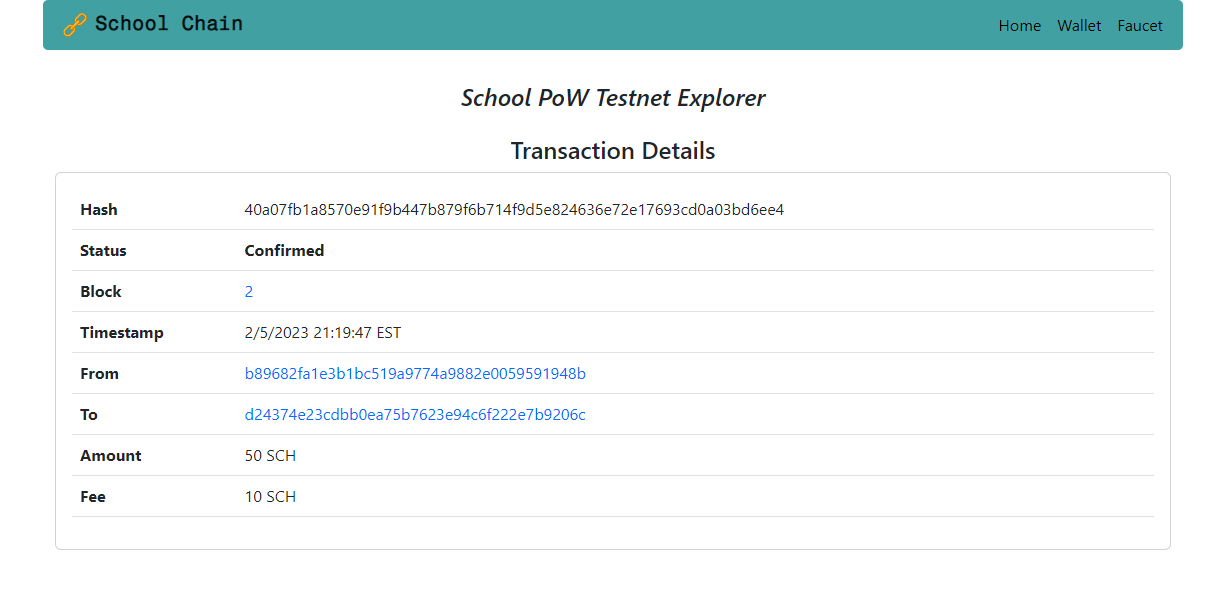 School Chain
Home Wallet Faucet
School PoW Testnet Explorer
Transaction Details
Hash 40a07fb1a8570e91f9b447b879f6b714f9d5e824636e72e17693cd0a03bd6ee4
Status Confirmed
Block 2
Timestamp 2/5/2023 21:19:47 EST
From b89682fa1e3b1bc519a9774a9882e0059591948b
To d24374e23cdbb0ea75b7623e94c6f222e7b9206c
Amount 50 SCH
Fee 10 SCH